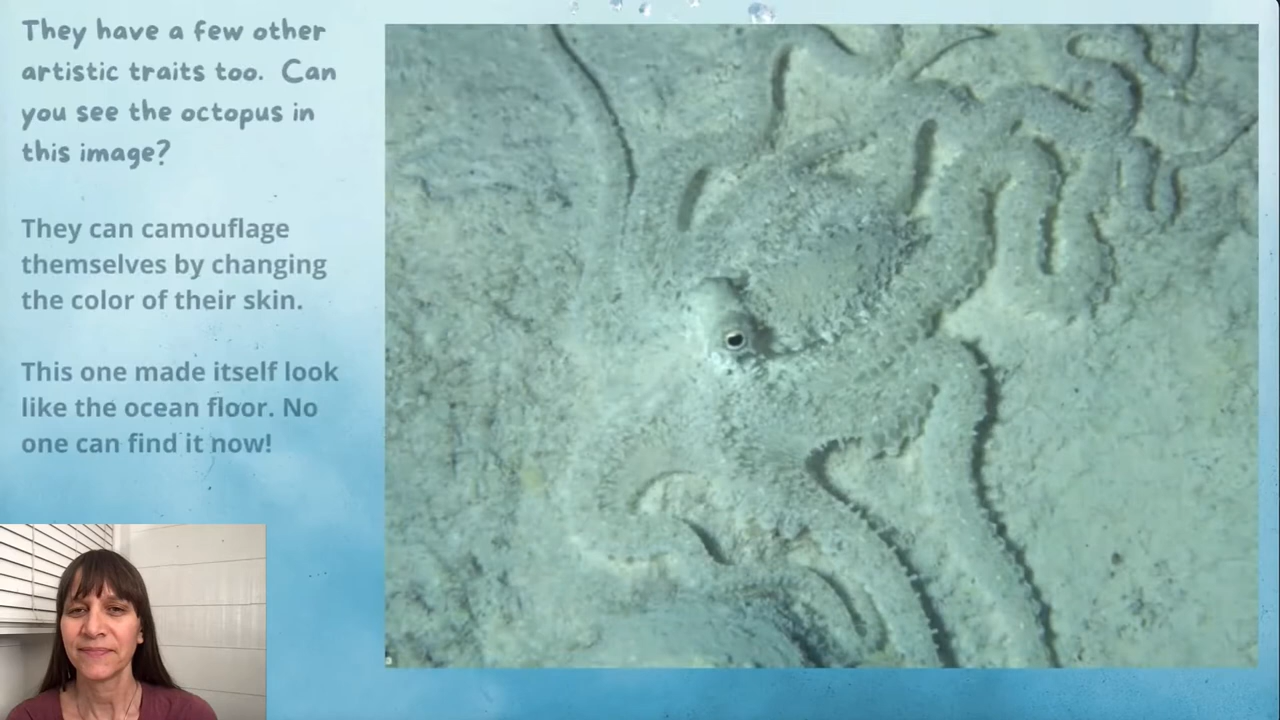 They have a few other
artistic traits too. Can
you see the octopus in
this image?
They can camouflage
themselves by changing
the color of their skin.
This one made itself look
like the ocean floor. No
one can find it now!